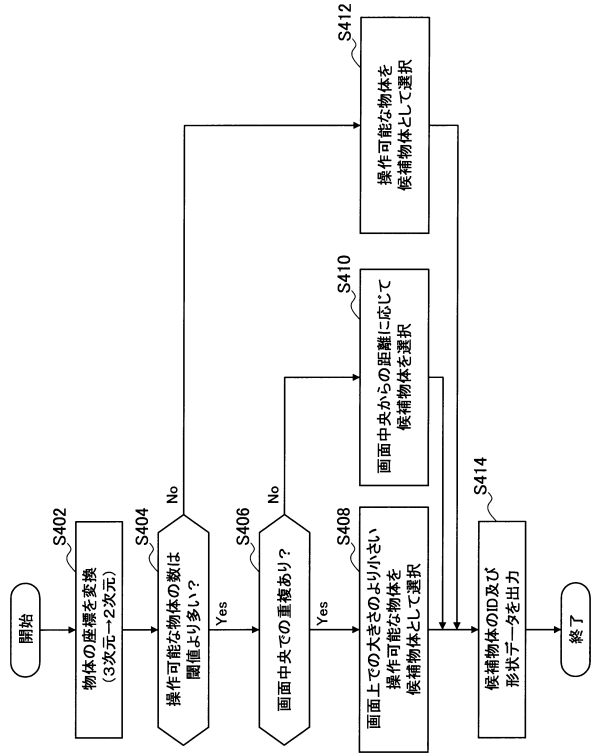 開始
S402
物体の座標を変換
(3次元→2次元)
S404
操作可能な物体の数は
閾値より多い?
No
Yes
S406
画面中央での重複あり?
No
Yes
S408
画面上での大きさのより小さい
操作可能な物体を
候補物体として選択
S410
画面中央からの距離に応じて
候補物体を選択
S412
操作可能な物体を
候補物体として選択
S414
候補物体のID及び
形状データを出力
終了